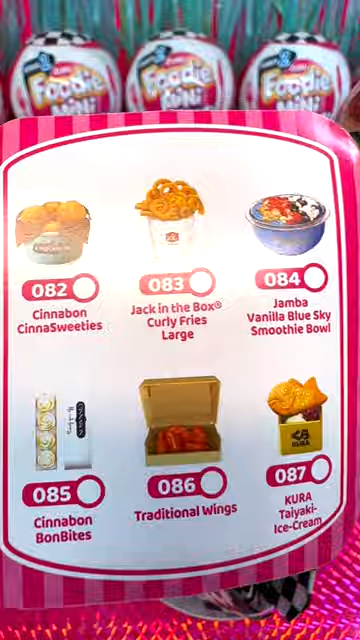 Foodie
MiNi
Foodie
MiNi
Foodie
MiNi
082
Cinnabon
CinnaSweeties
083
Jack in the Box®
Curly Fries
Large
084
Jamba
Vanilla Blue Sky
Smoothie Bowl
085
Cinnabon
BonBites
086
Traditional Wings
KURA
087
KURA
Taiyaki-
Ice-Cream